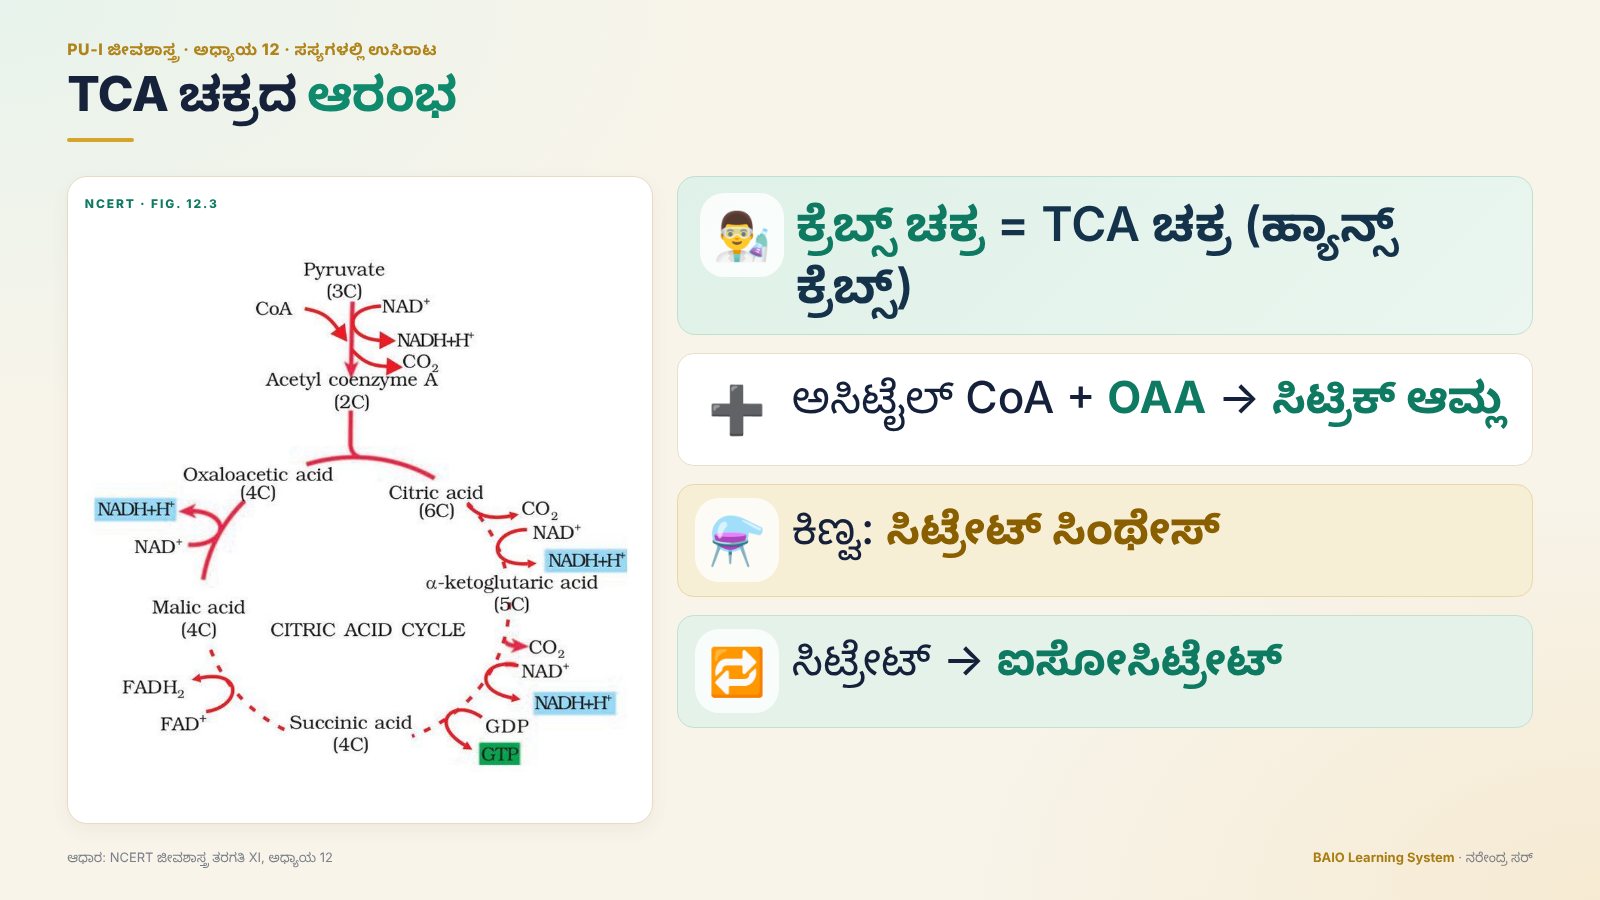 PU-I ಜೀವಶಾಸ್ತ್ರ · ಅಧ್ಯಾಯ 12 · ಸಸ್ಯಗಳಲ್ಲಿ ಉಸಿರಾಟ
TCA ಚಕ್ರದ ಆರಂಭ
NCERT · FIG. 12.3
Pyruvate
(3C)
CoA
NAD⁺
NADH+H⁺
CO₂
Acetyl coenzyme A
(2C)
Oxaloacetic acid
(4C)
NADH+H⁺
NAD⁺
Citric acid
(6C)
CO₂
NAD⁺
NADH+H⁺
α-ketoglutaric acid
(5C)
Malic acid
(4C)
CITRIC ACID CYCLE
CO₂
NAD⁺
NADH+H⁺
FADH₂
FAD⁺
Succinic acid
(4C)
GDP
GTP
ಕ್ರೆಬ್ಸ್ ಚಕ್ರ = TCA ಚಕ್ರ (ಹ್ಯಾನ್ಸ್
ಕ್ರೆಬ್ಸ್)
ಅಸಿಟೈಲ್ CoA + OAA → ಸಿಟ್ರಿಕ್ ಆಮ್ಲ
ಕಿಣ್ವ: ಸಿಟ್ರೇಟ್ ಸಿಂಥೇಸ್
ಸಿಟ್ರೇಟ್ → ಐಸೋಸಿಟ್ರೇಟ್
ಆಧಾರ: NCERT ಜೀವಶಾಸ್ತ್ರ ತರಗತಿ XI, ಅಧ್ಯಾಯ 12
BAIO Learning System · ನರೇಂದ್ರ ಸರ್